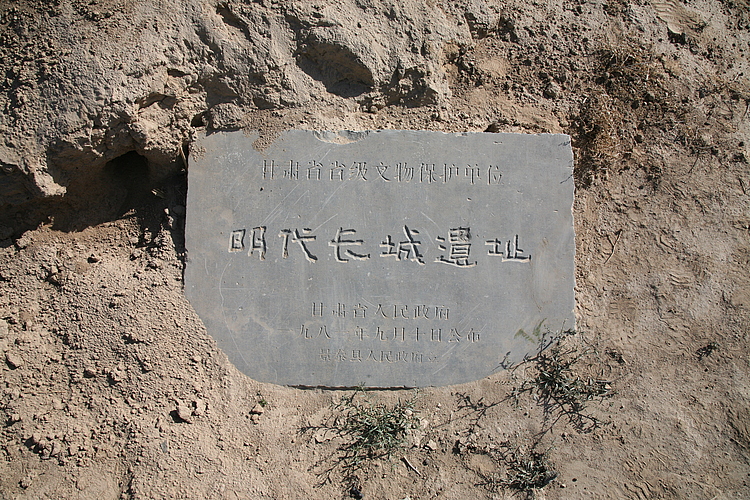 甘肃省省级文物保护单位
明代长城遺址
甘肃省人民政府
九八一年九月十日公布
景泰县人民政府立